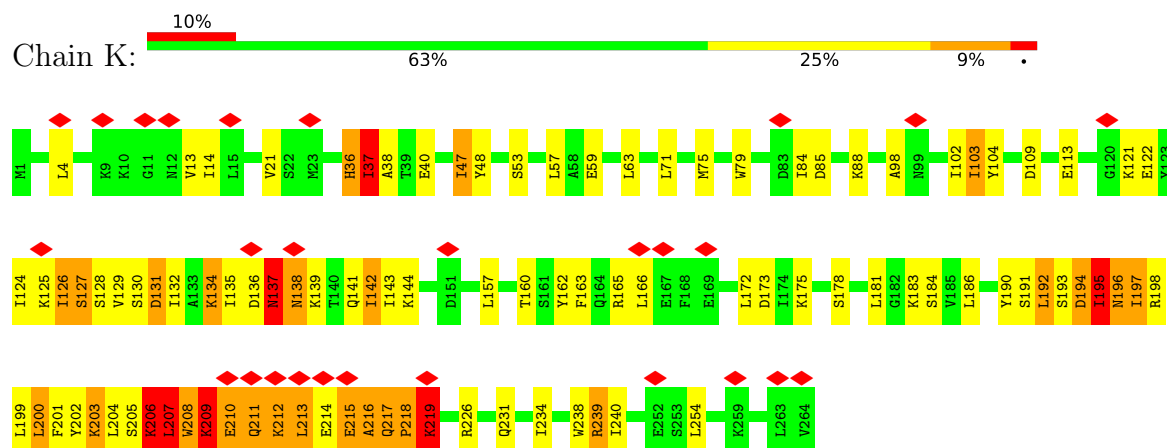 10%
Chain K:
63% 25% 9% •
M1 L4 K9 K10 G11 N12 V13 I14 L15 V21 S22 M23 H36 I37 A38 T39 E40 I47 Y48 S53 L57 A58 E59 L63 L71 M75 W79 D83 I84 D85 K88 A98 N99 I102 I103 Y104 D109 E113 G120 K121 E122 Y123
I124 K125 I126 S127 S128 V129 S130 D131 I132 A133 K134 I135 D136 N137 N138 K139 T140 Q141 I142 I143 K144 D151 L157 T160 S161 Y162 F163 Q164 R165 L166 E167 F168 E169 L172 D173 I174 K175 S178 L181 G182 K183 S184 V185 L186 Y190 S191 L192 S193 D194 I195 N196 I197 R198
L199 L200 F201 Y202 K203 L204 S205 K206 L207 W208 K209 E210 Q211 K212 L213 E214 E215 A216 Q217 P218 K219 R226 Q231 I234 W238 R239 I240 E252 S253 L254 K259 L263 V264